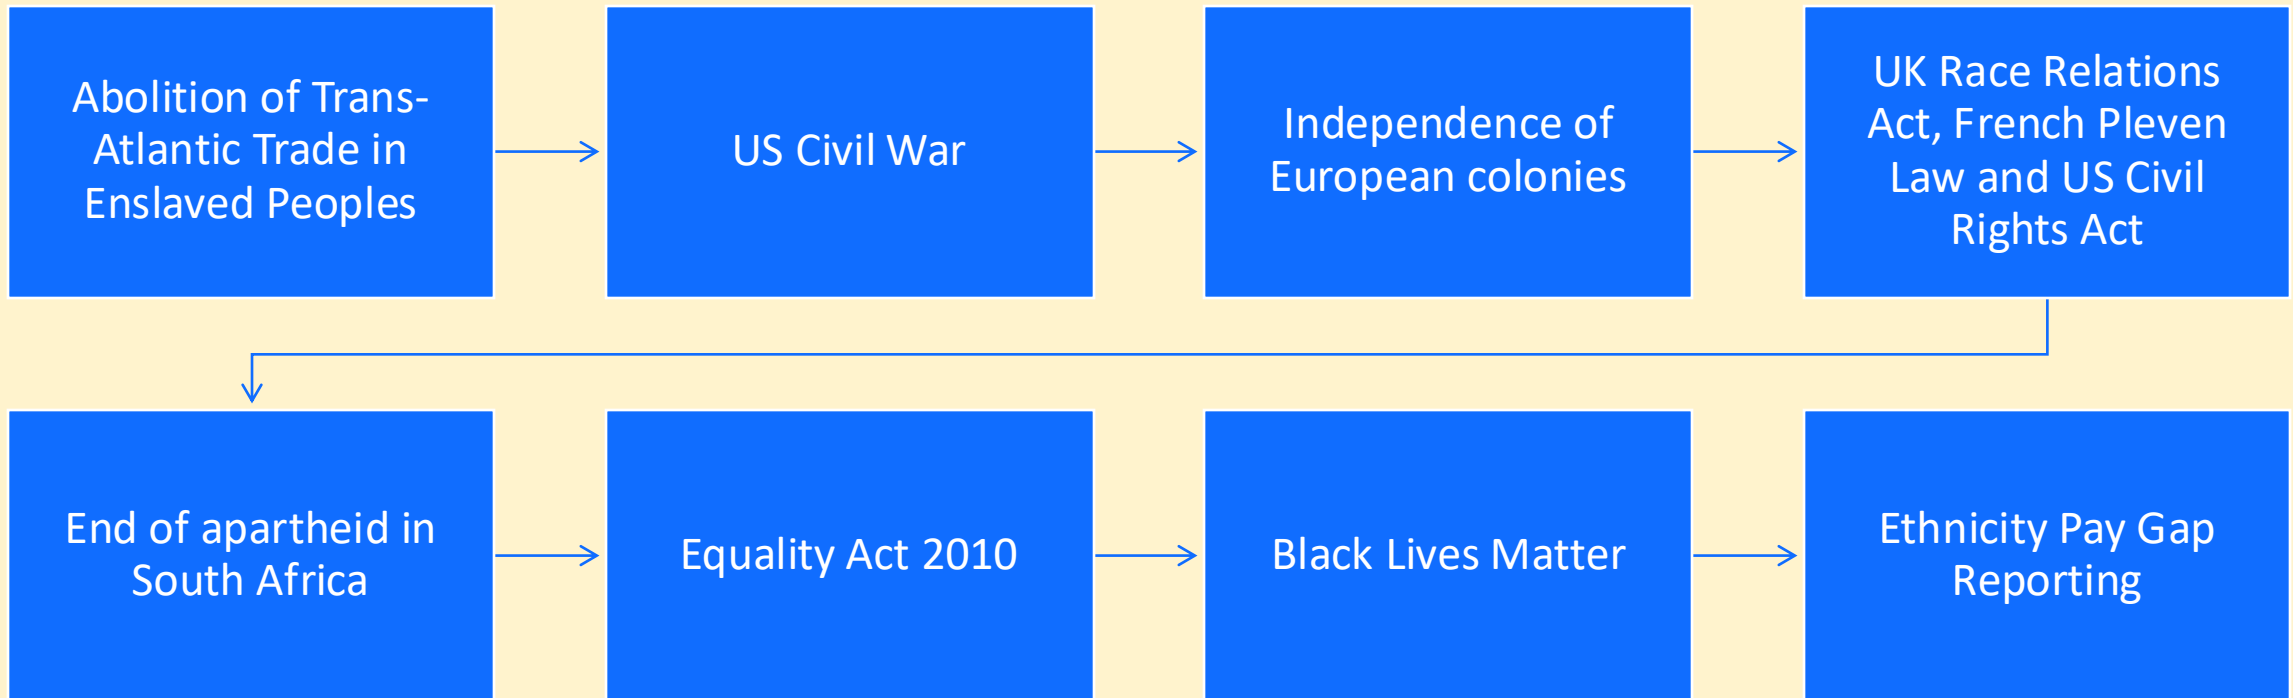 Abolition of Trans-
Atlantic Trade in
Enslaved Peoples
US Civil War
Independence of
European colonies
UK Race Relations
Act, French Pleven
Law and US Civil
Rights Act
End of apartheid in
South Africa
Equality Act 2010
Black Lives Matter
Ethnicity Pay Gap
Reporting